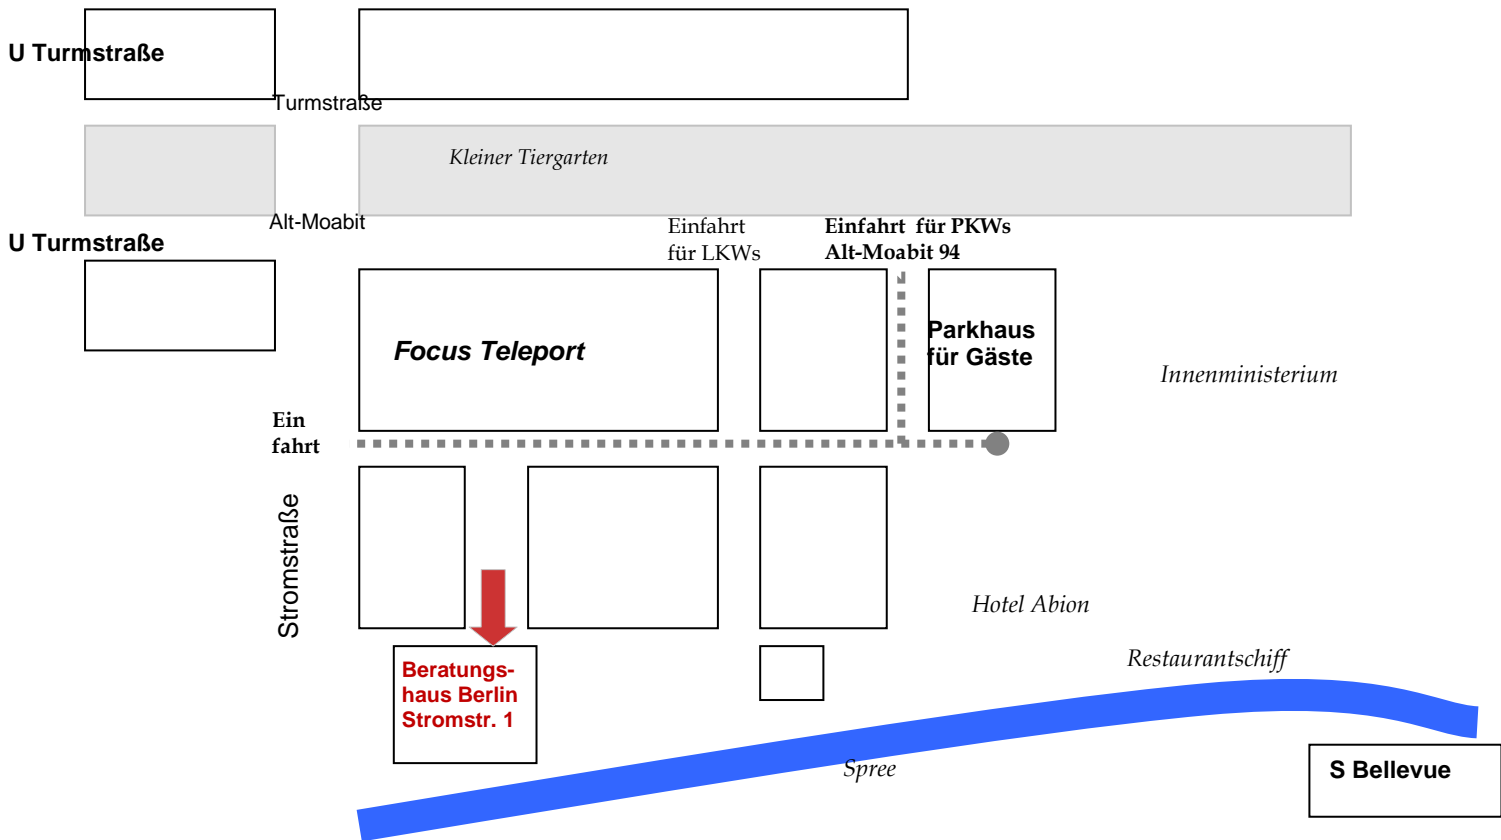 U Turmstraße
Turmstraße
Kleiner Tiergarten
Alt-Moabit
U Turmstraße
Einfahrt
für LKWs
Einfahrt für PKWs
Alt-Moabit 94
Focus Teleport
Parkhaus
für Gäste
Innenministerium
Ein
fahrt
Stromstraße
Hotel Abion
Restaurantschiff
Beratungs-
haus Berlin
Stromstr. 1
Spree
S Bellevue